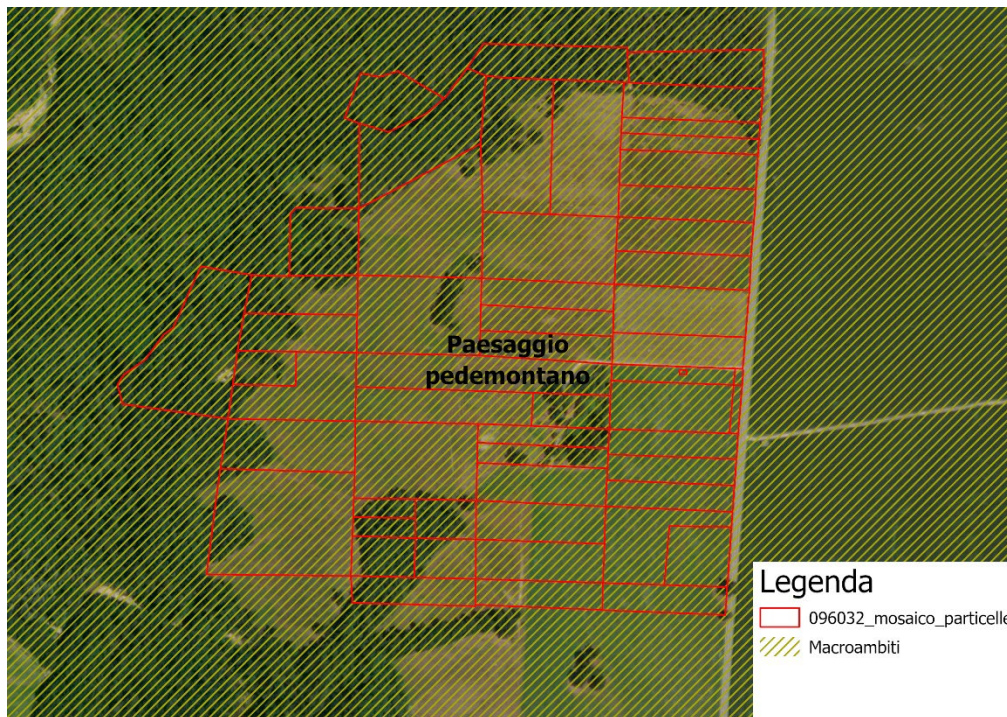 Paesaggio
pedemontano
Legenda
096032_mosaico_particelle
Macroambiti